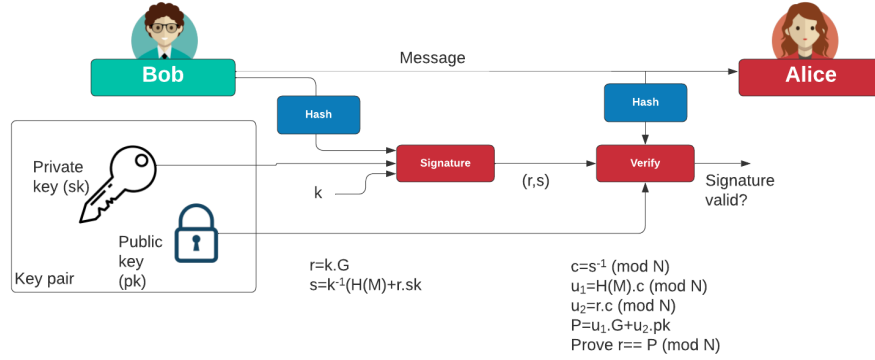 Bob
Message
Alice
Hash
Hash
Private
key (sk)
Signature
Verify
k
(r,s)
Signature
valid?
Public
key
(pk)
Key pair
r=k.G
s=k⁻¹(H(M)+r.sk
c=s⁻¹ (mod N)
u₁=H(M).c (mod N)
u₂=r.c (mod N)
P=u₁.G+u₂.pk
Prove r== P (mod N)